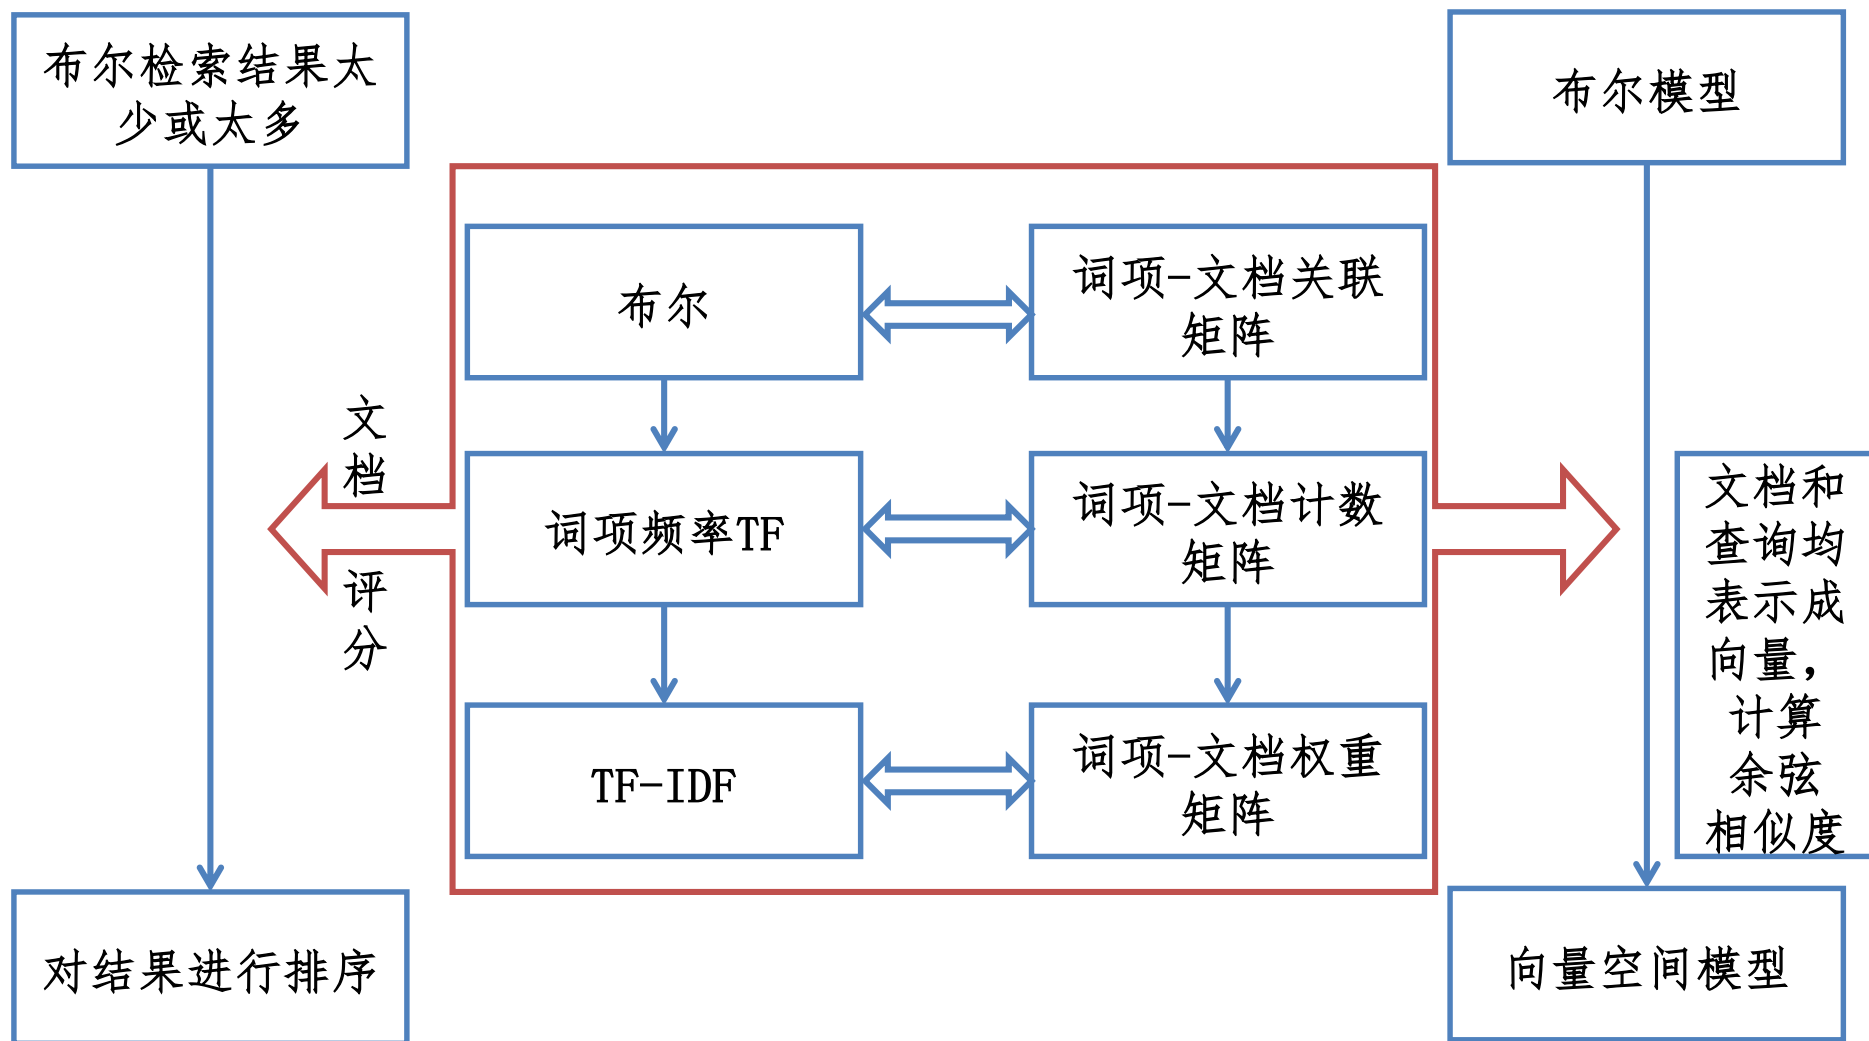 布尔检索结果太
少或太多
布尔模型
布尔
词项-文档关联
矩阵
文
档
评
分
词项频率TF
词项-文档计数
矩阵
文档和
查询均
表示成
向量，
计算
余弦
相似度
TF-IDF
词项-文档权重
矩阵
对结果进行排序
向量空间模型